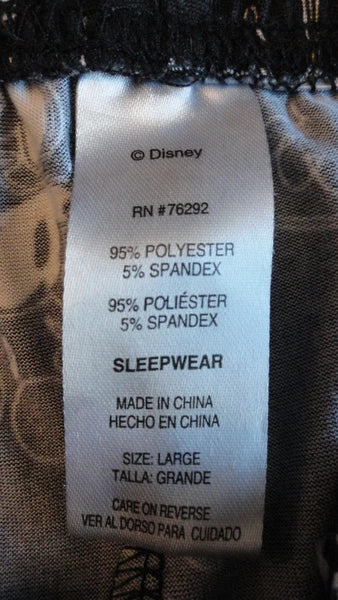 © Disney
RN #76292
95% POLYESTER
5% SPANDEX
95% POLIÉSTER
5% SPANDEX
SLEEPWEAR
MADE IN CHINA
HECHO EN CHINA
SIZE: LARGE
TALLA: GRANDE
CARE ON REVERSE
VER AL DORSO PARA CUIDADO